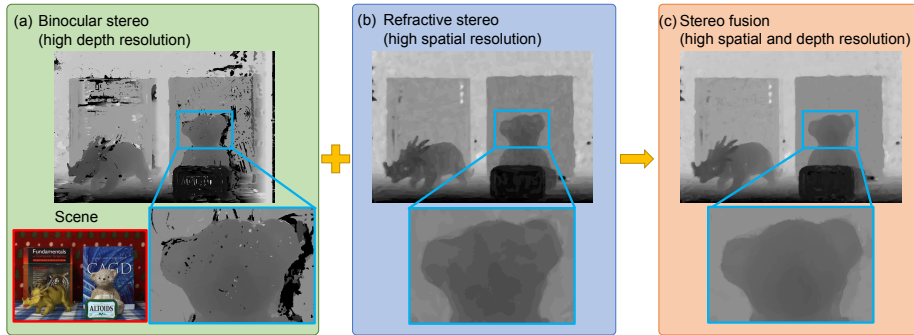 (a) Binocular stereo
(high depth resolution)
(b) Refractive stereo
(high spatial resolution)
(c) Stereo fusion
(high spatial and depth resolution)
Scene
Fundamentals
CAGD
ALTOIDS